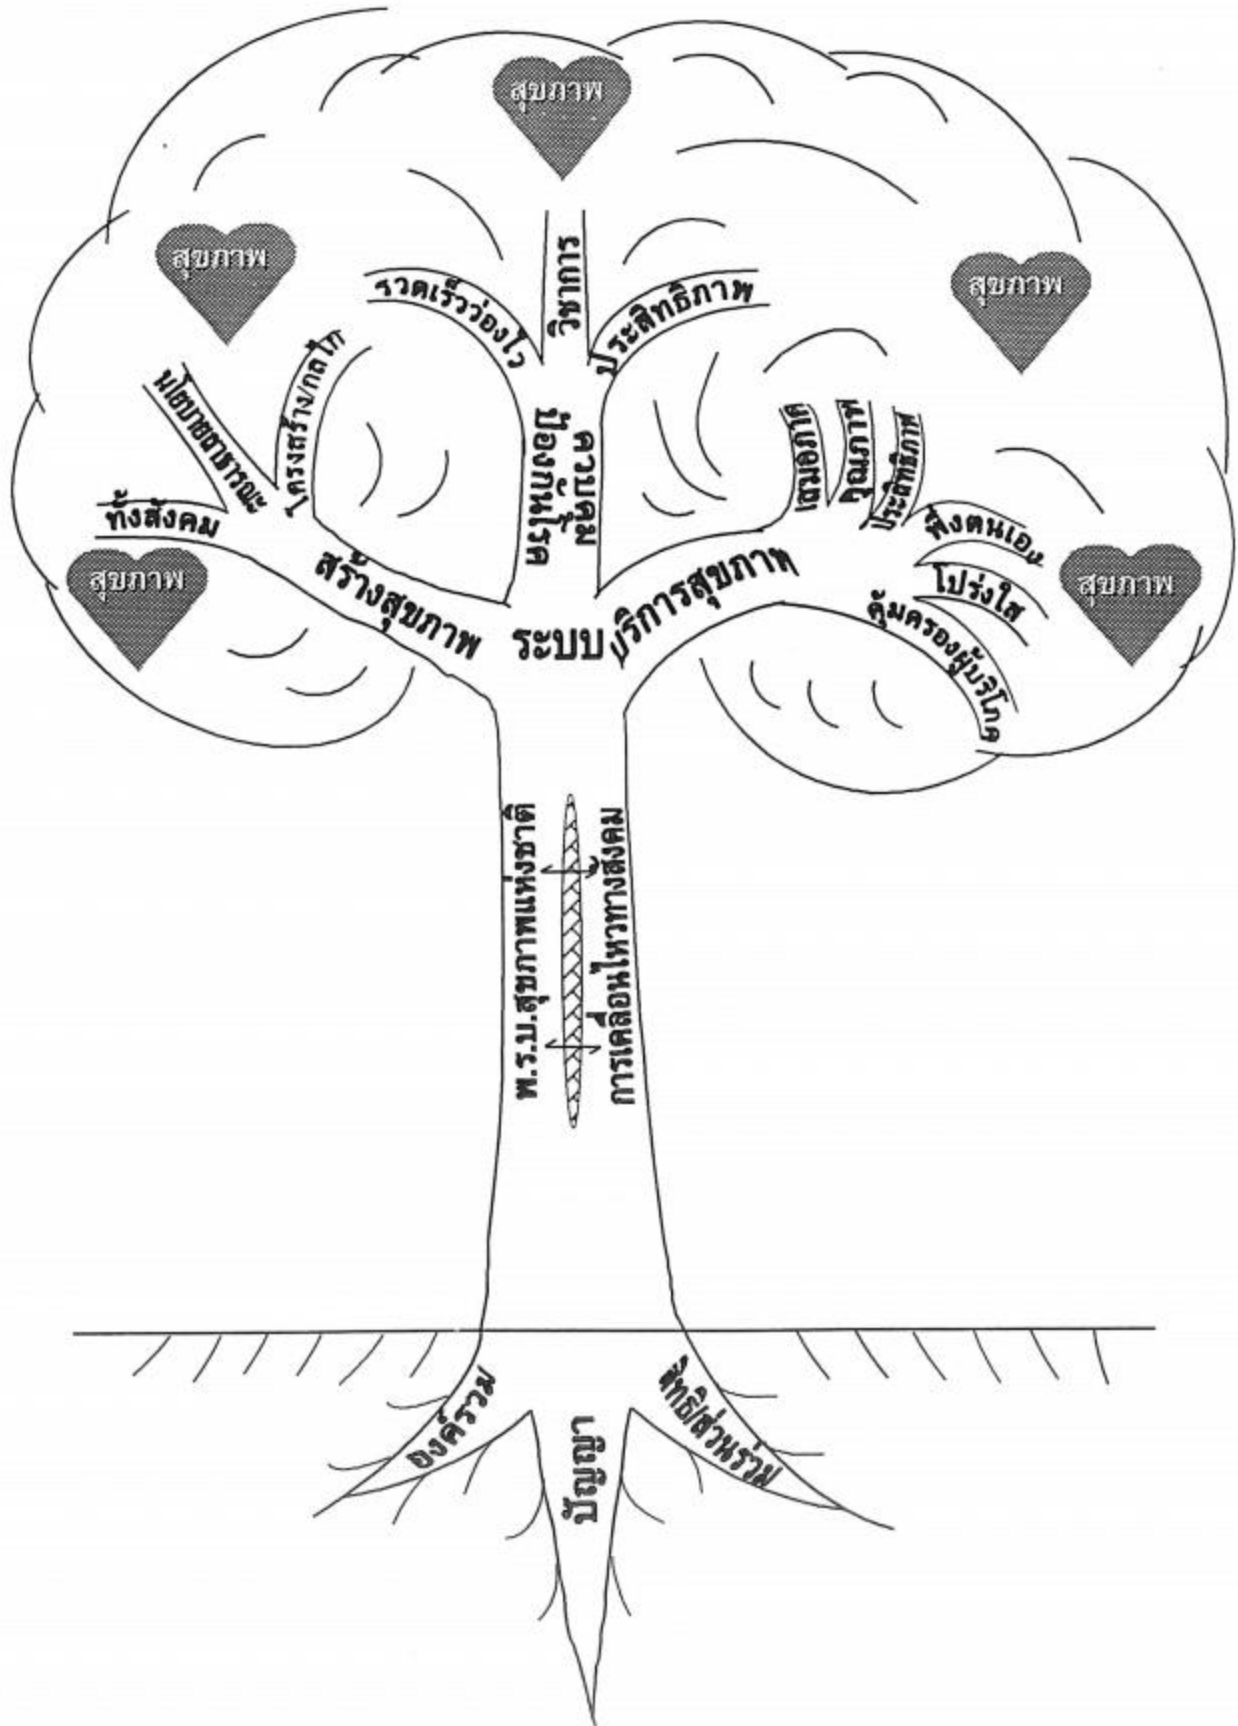 สุขภาพ
สุขภาพ
สุขภาพ
สุขภาพ
สุขภาพ
วิชาการ
รวดเร็วว่องไว
ประสิทธิภาพ
โครงสร้าง/กลไก
นโยบายสาธารณะ
ทั้งสังคม
ควบคุม
ป้องกันโรค
เสมอภาค
คุณภาพ
ประสิทธิภาพ
พึ่งตนเอง
โปร่งใส
คุ้มครองผู้บริโภค
สร้างสุขภาพ
ระบบ
บริการสุขภาพ
พ.ร.บ.สุขภาพแห่งชาติ
การเคลื่อนไหวทางสังคม
องค์รวม
ปัญญา
สิทธิ/ส่วนร่วม